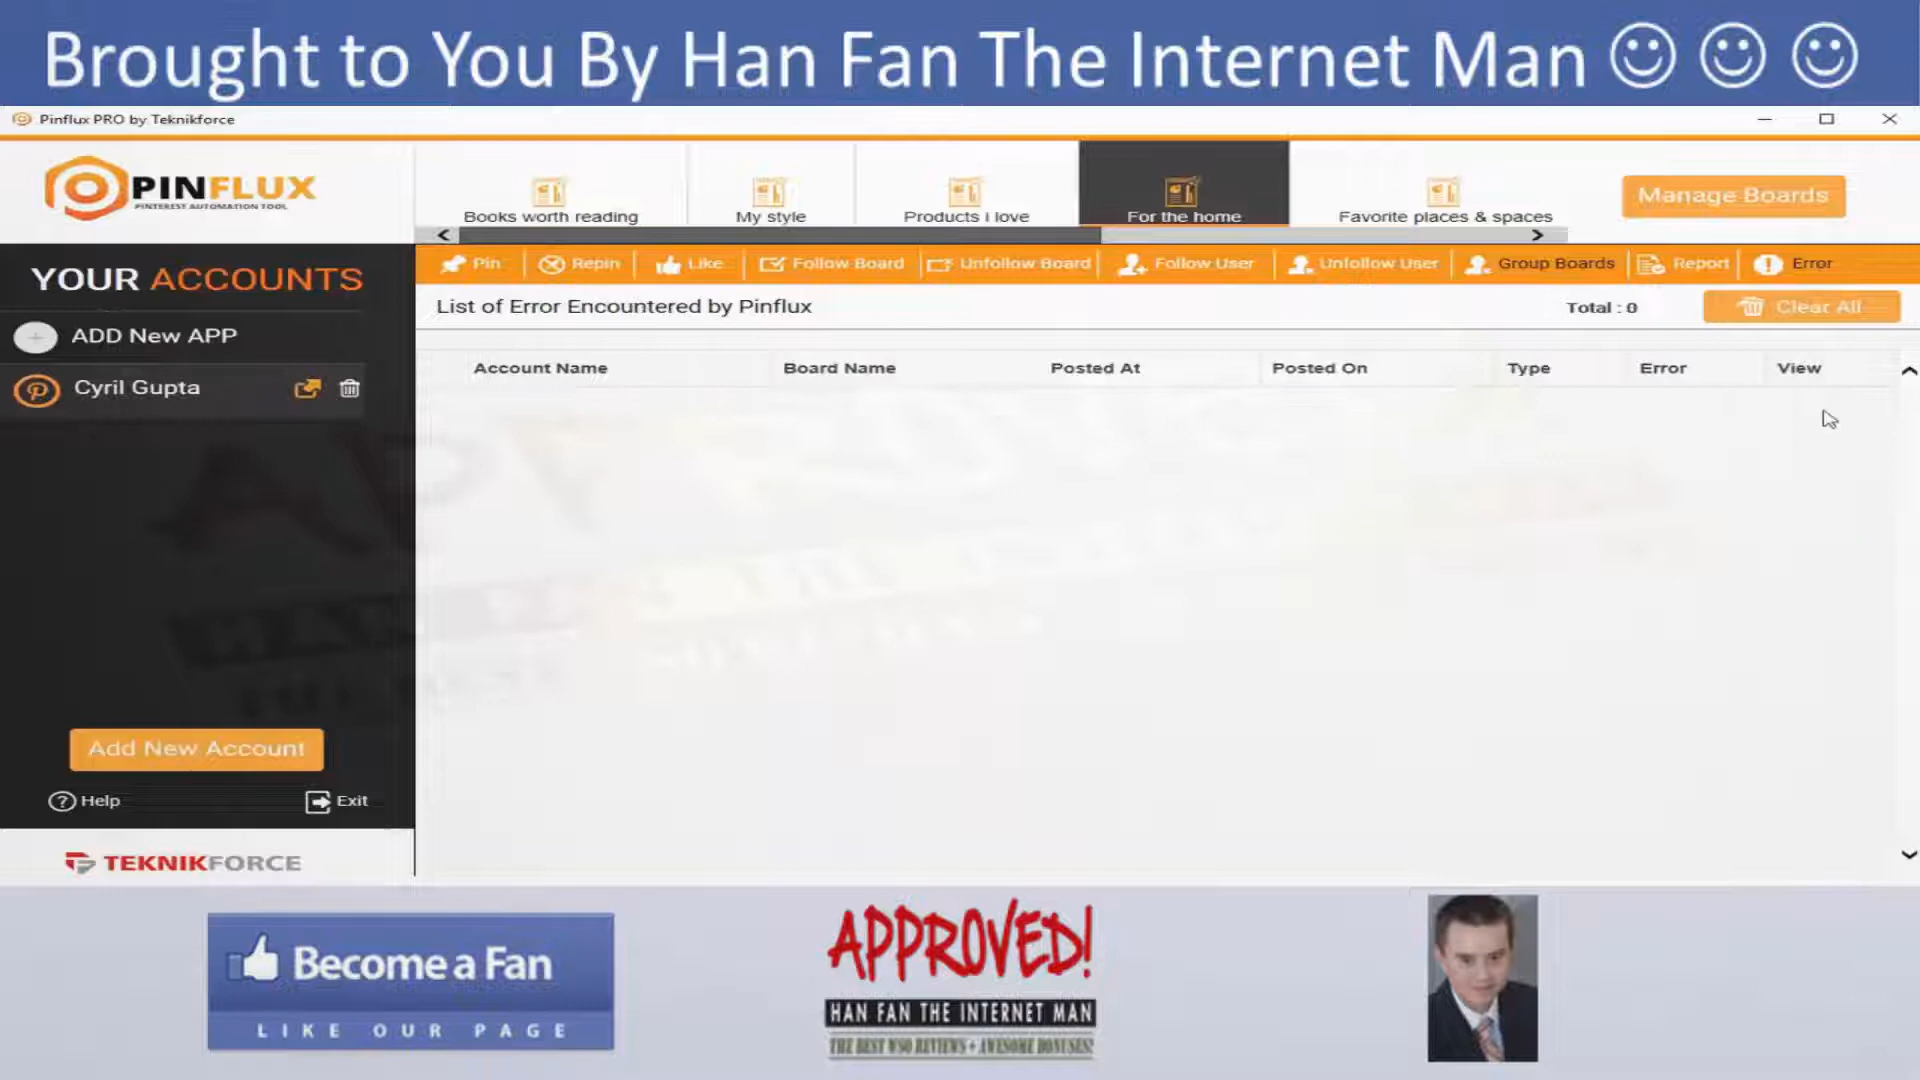 Brought to You By Han Fan The Internet Man
Pinflux PRO by Teknikforce
PINFLUX
PINTEREST AUTOMATION TOOL
Books worth reading
My style
Products i love
For the home
Favorite places & spaces
Manage Boards
YOUR ACCOUNTS
Pin
Repin
Like
Follow Board
Unfollow Board
Follow User
Unfollow User
Group Boards
Report
Error
List of Error Encountered by Pinflux
Total : 0
Clear All
ADD New APP
Account Name
Board Name
Posted At
Posted On
Type
Error
View
Cyril Gupta
Add New Account
Help
Exit
TEKNIKFORCE
Become a Fan
LIKE OUR PAGE
APPROVED!
HAN FAN THE INTERNET MAN
THE BEST WSO REVIEWS + AWESOME BONUSES!